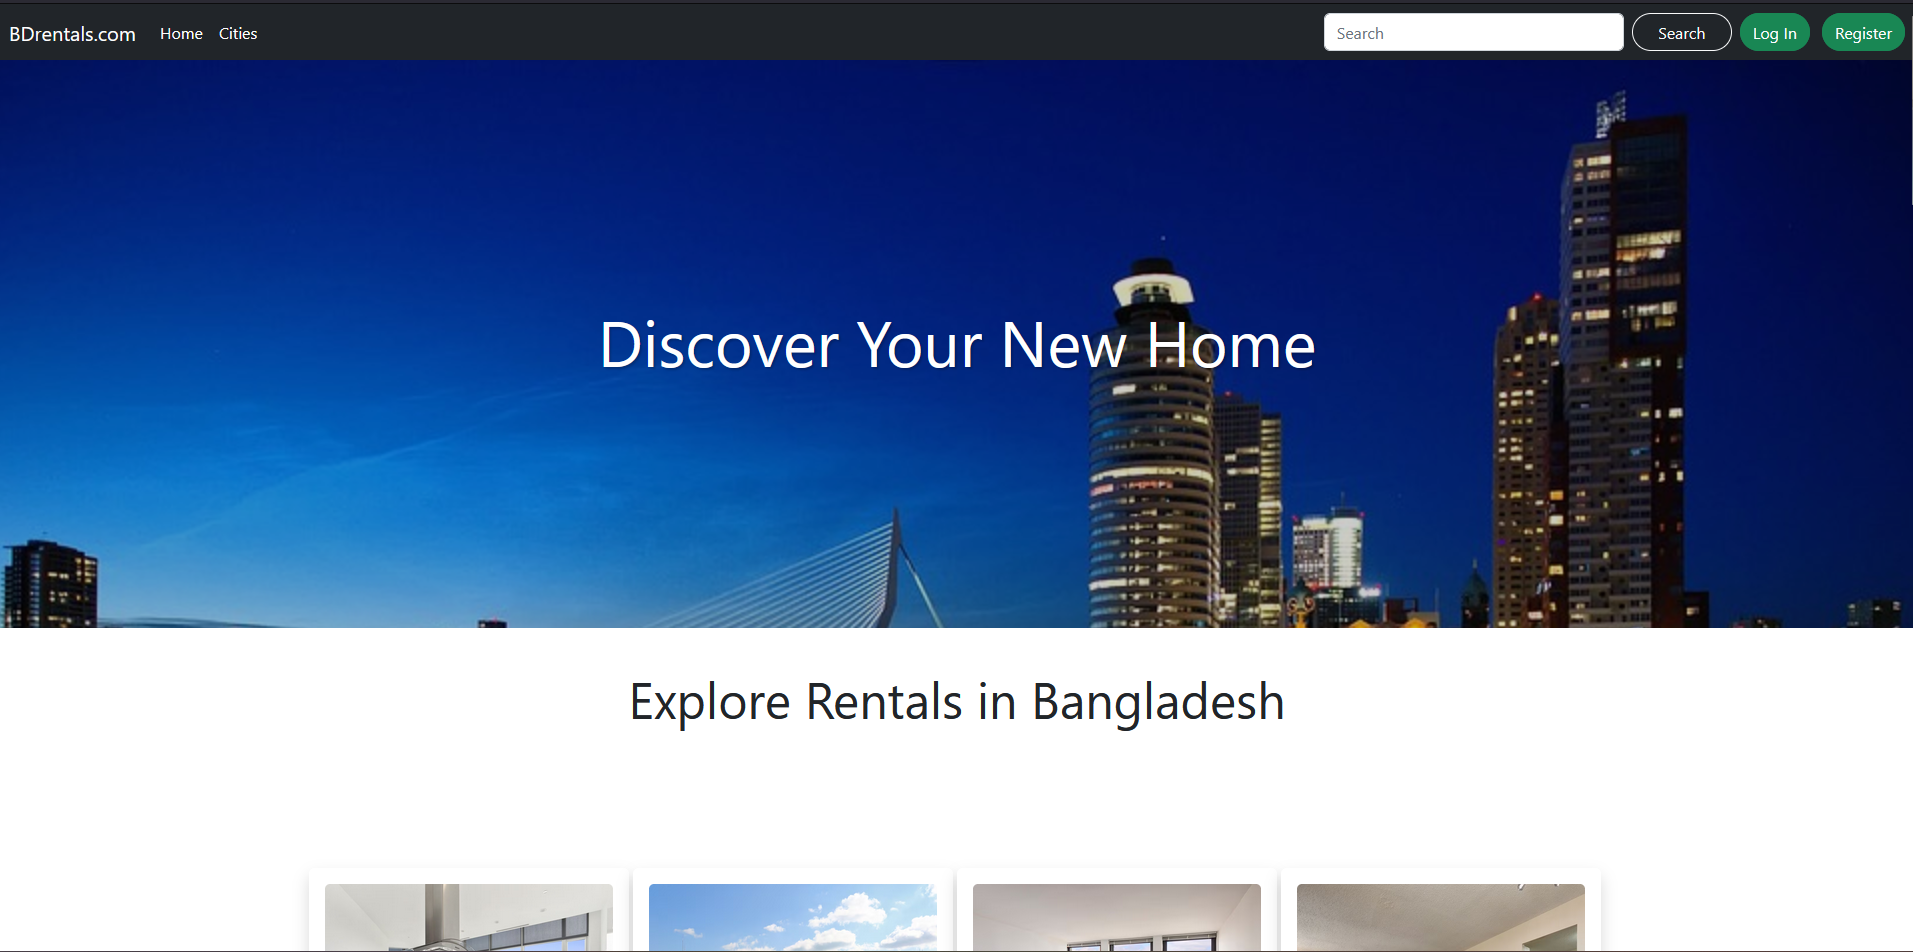 BDrentals.com Home Cities Search Search Log In Register
Discover Your New Home
Explore Rentals in Bangladesh